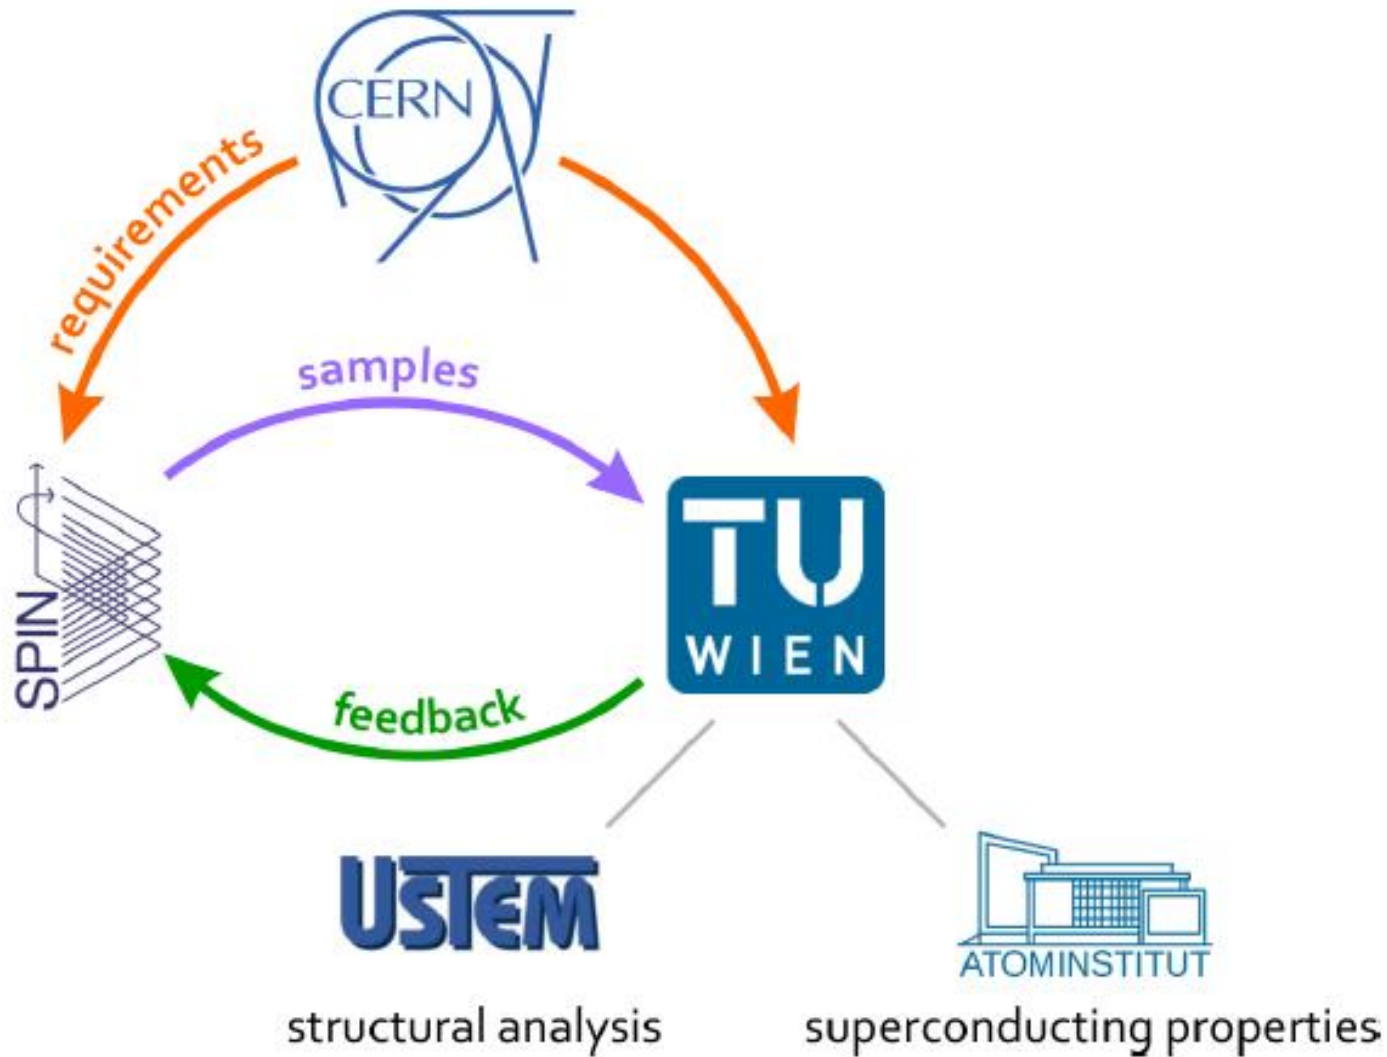 CERN
requirements
samples
SPIN
TU
WIEN
feedback
USTEM
ATOMINSTITUT
structural analysis
superconducting properties